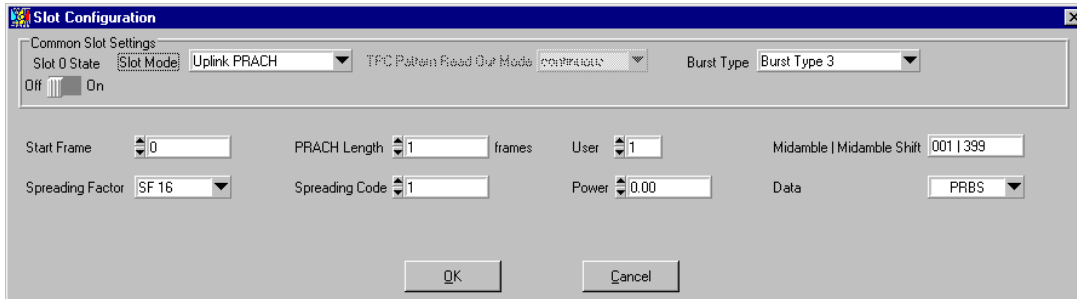 Slot Configuration
Common Slot Settings
Slot 0 State Slot Mode Uplink PRACH TPC Pattern Read Out Mode continuous Burst Type Burst Type 3
Off On
Start Frame 0 PRACH Length 1 frames User 1 Midamble | Midamble Shift 001 | 399
Spreading Factor SF 16 Spreading Code 1 Power 0.00 Data PRBS
OK Cancel